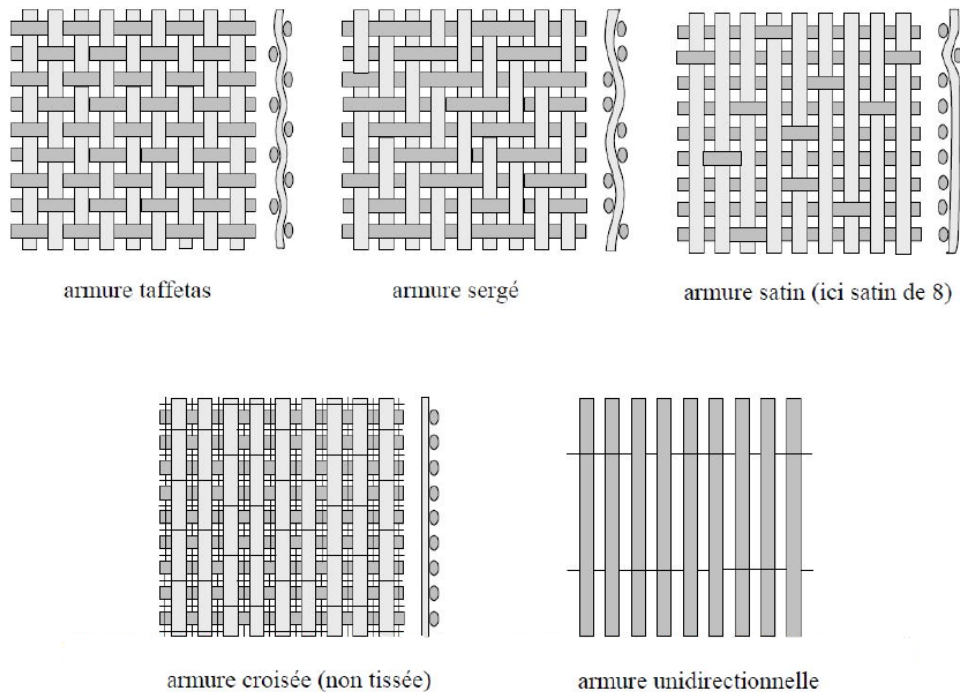 armure taffetas
armure sergé
armure satin (ici satin de 8)
armure croisée (non tissée)
armure unidirectionnelle